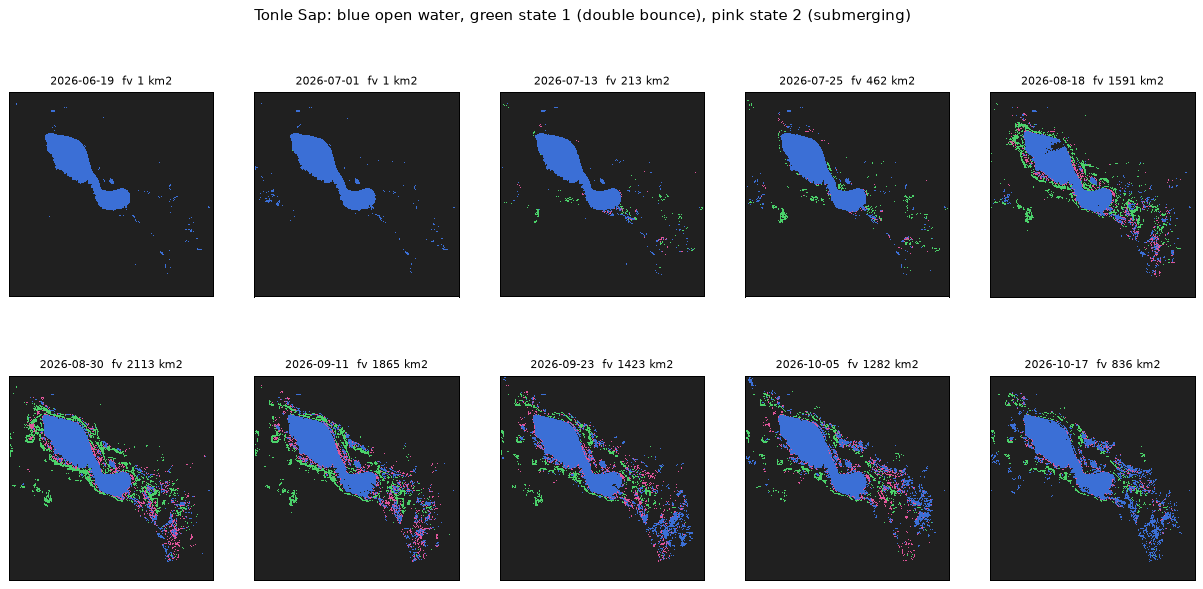 Tonle Sap: blue open water, green state 1 (double bounce), pink state 2 (submerging)
2026-06-19  fv 1 km2
2026-07-01  fv 1 km2
2026-07-13  fv 213 km2
2026-07-25  fv 462 km2
2026-08-18  fv 1591 km2
2026-08-30  fv 2113 km2
2026-09-11  fv 1865 km2
2026-09-23  fv 1423 km2
2026-10-05  fv 1282 km2
2026-10-17  fv 836 km2